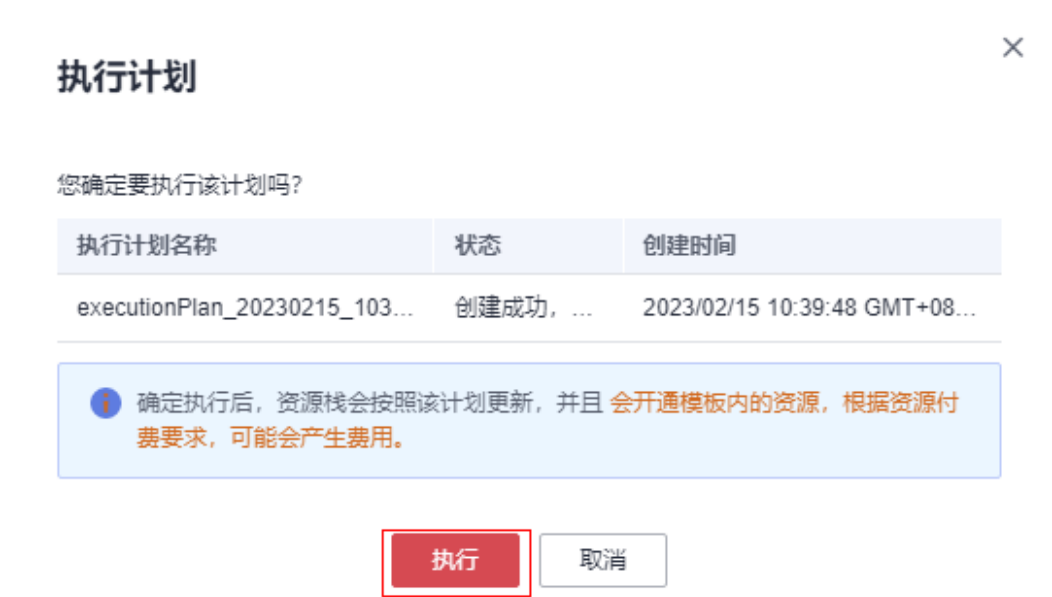 执行计划
您确定要执行该计划吗?
执行计划名称 状态 创建时间
executionPlan_20230215_103... 创建成功，... 2023/02/15 10:39:48 GMT+08...
确定执行后，资源栈会按照该计划更新，并且 会开通模板内的资源，根据资源付
费要求，可能会产生费用。
执行 取消